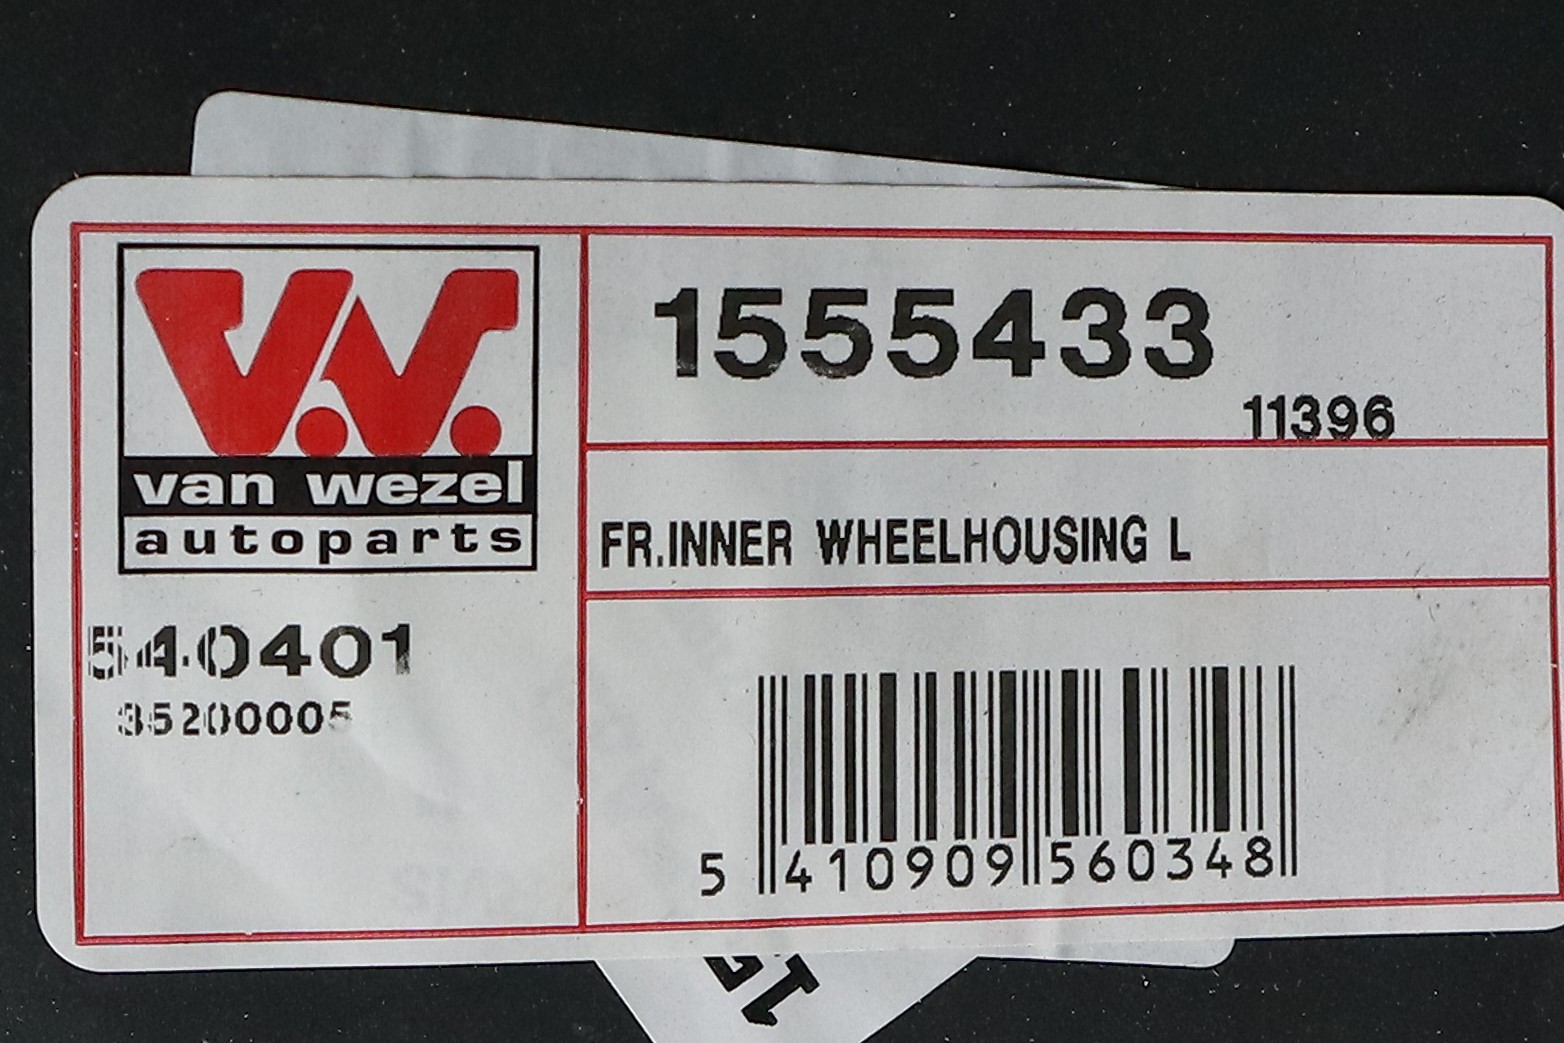 V.V.
van wezel
autoparts
540401
35200005
1555433
11396
FR.INNER WHEELHOUSING L
5 410909 560348